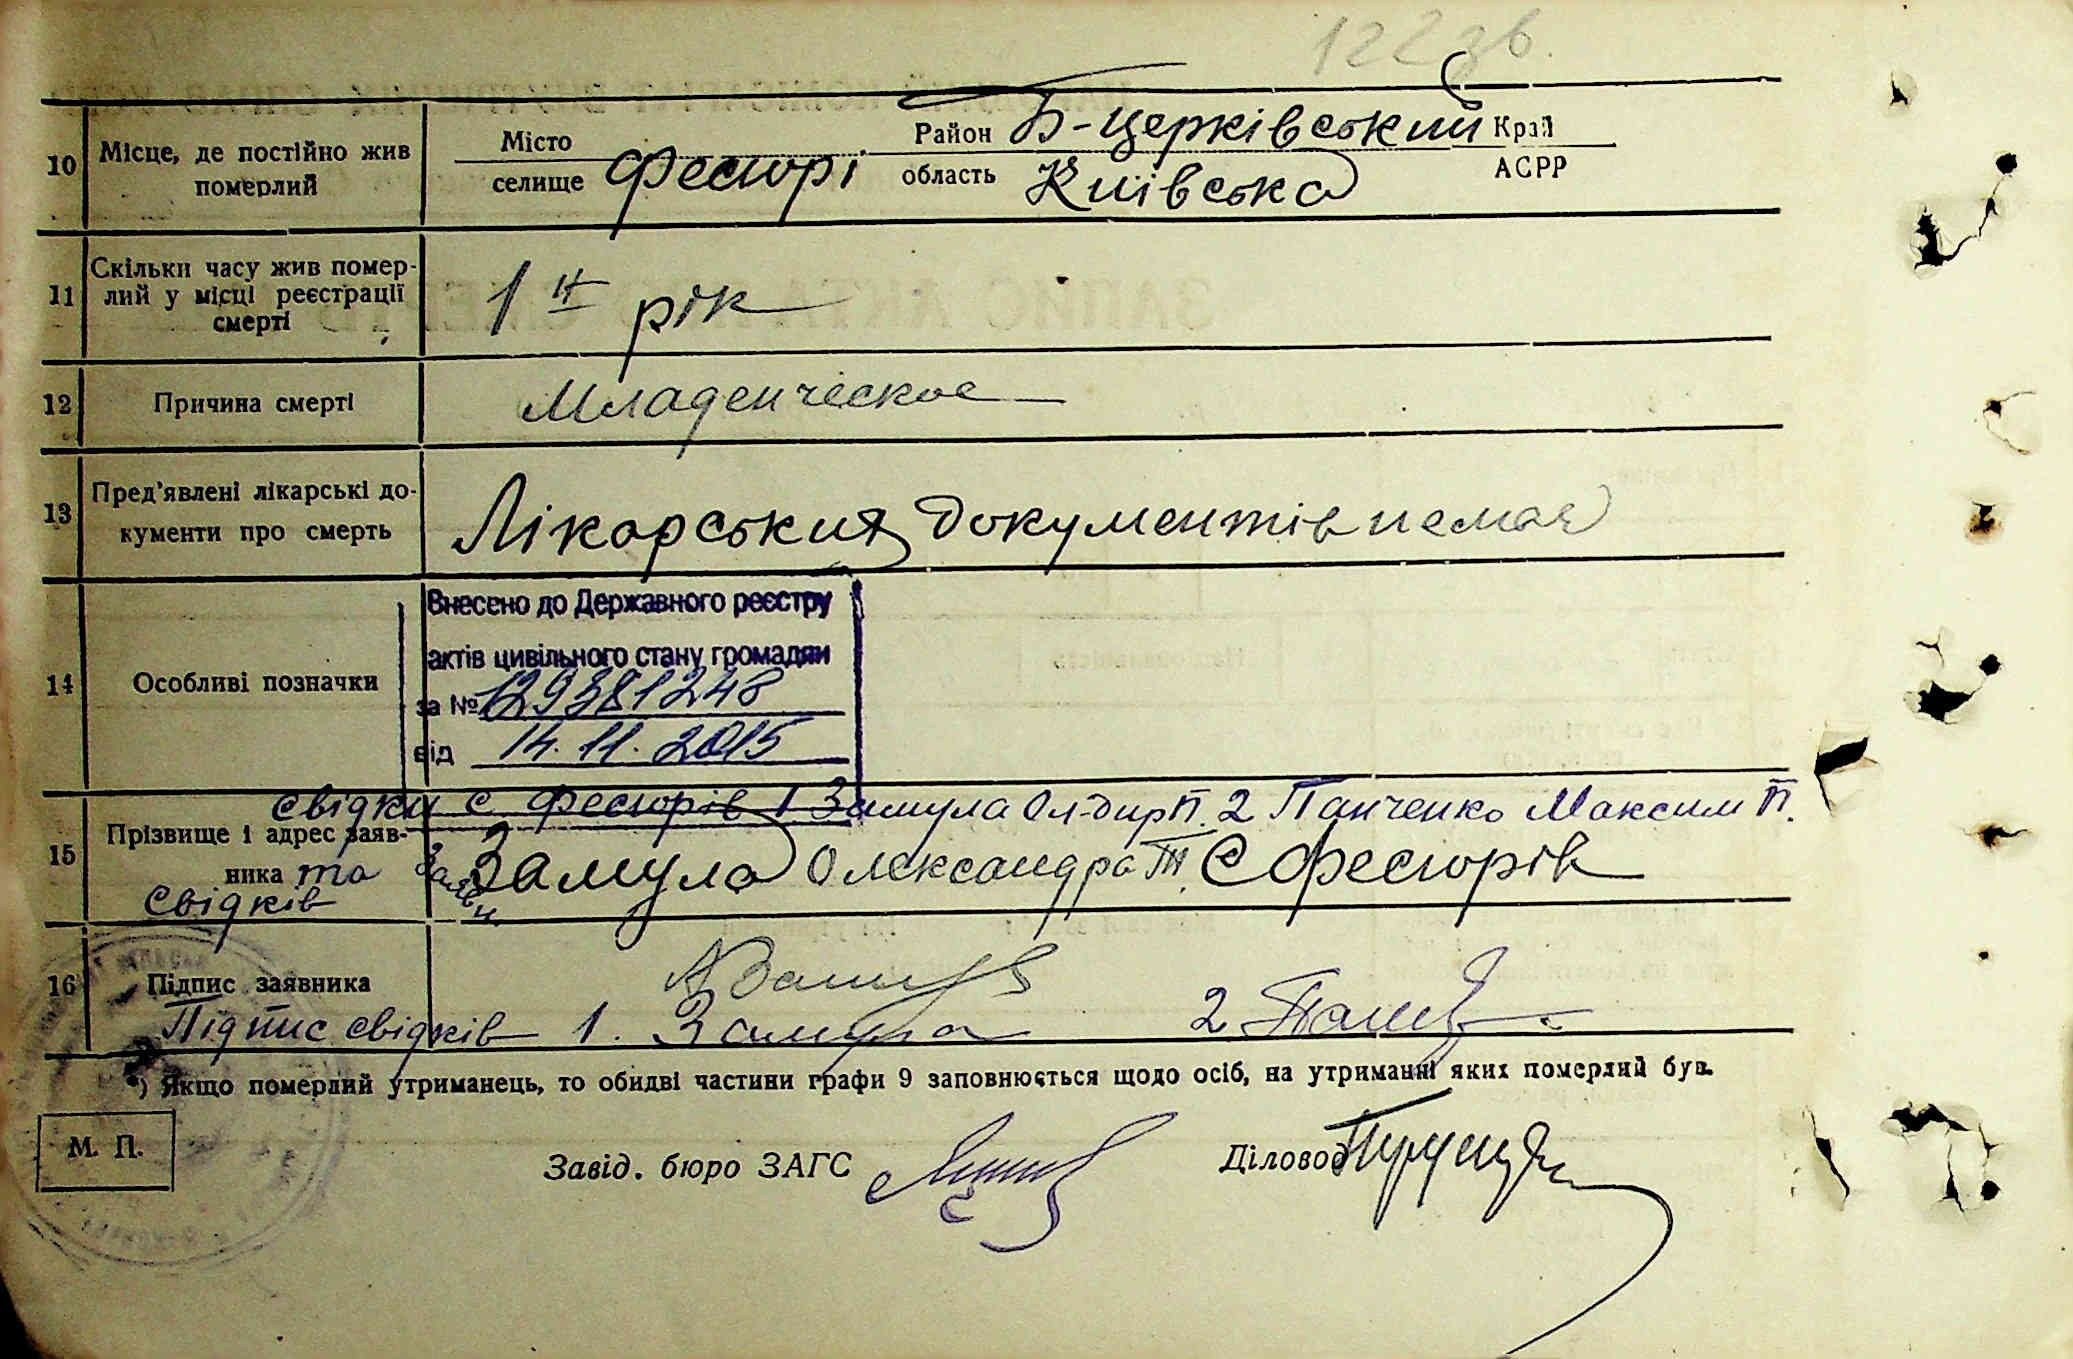 122 зв.
10 Місце, де постійно жив померлий Місто селище Фесюрі Район Б-церківський Край
область Київська АСРР
11 Скільки часу жив померлий у місці реєстрації смерті 1 н рік
12 Причина смерті Младенческое
13 Пред'явлені лікарські документи про смерть Лікарських документів немає
14 Особливі позначки
Внесено до Державного реєстру
актів цивільного стану громадян
за № 129381248
від 14.11.2015
свідки с. Фесюрів 1 Замула Ол-дир П. 2 Панченко Максим П.
15 Прізвище і адрес заявника та свідків Замула Олександра Т. С Фесюрів
16 Підпис заявника
Підпис свідків 1. Замула 2
*) Якщо померлий утриманець, то обидві частини графи 9 заповнюється щодо осіб, на утриманні яких померлий був.
М. П.
Завід. бюро ЗАГС
Діловод